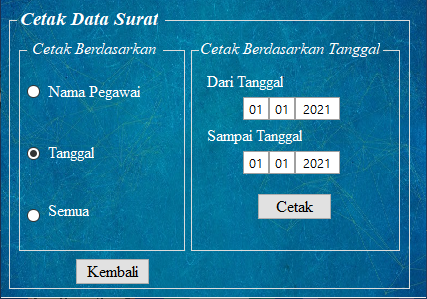 Cetak Data Surat
Cetak Berdasarkan
Nama Pegawai
Tanggal
Semua
Cetak Berdasarkan Tanggal
Dari Tanggal
01 01 2021
Sampai Tanggal
01 01 2021
Cetak
Kembali